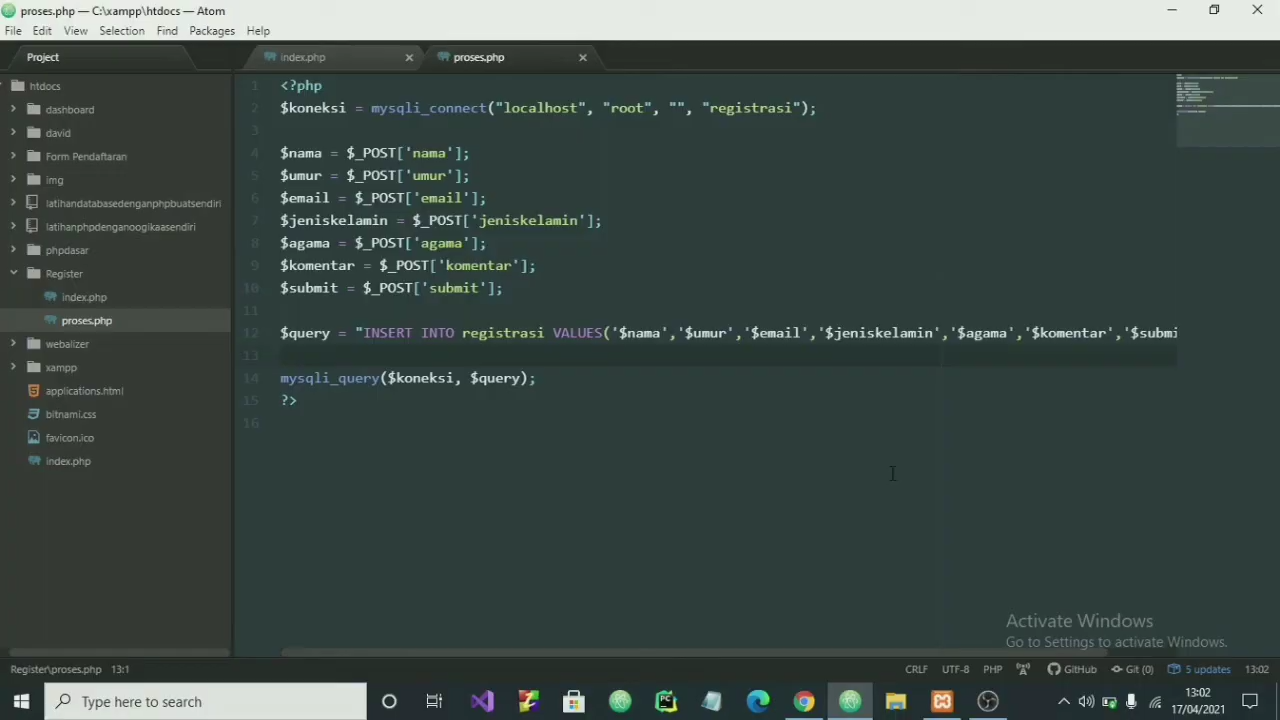 proses.php — C:\xampp\htdocs — Atom
File Edit View Selection Find Packages Help
Project
index.php
proses.php
htdocs
dashboard
david
Form Pendaftaran
img
latihandatabasedenganphpbuatsendiri
latihanphpdenganoogikaasendiri
phpdasar
Register
index.php
proses.php
webalizer
xampp
applications.html
bitnami.css
favicon.ico
index.php
1 <?php
2 $koneksi = mysqli_connect("localhost", "root", "", "registrasi");
3
4 $nama = $_POST['nama'];
5 $umur = $_POST['umur'];
6 $email = $_POST['email'];
7 $jeniskelamin = $_POST['jeniskelamin'];
8 $agama = $_POST['agama'];
9 $komentar = $_POST['komentar'];
10 $submit = $_POST['submit'];
11
12 $query = "INSERT INTO registrasi VALUES('$nama','$umur','$email','$jeniskelamin','$agama','$komentar','$submi
13
14 mysqli_query($koneksi, $query);
15 ?>
16
Activate Windows
Go to Settings to activate Windows.
Register\proses.php 13:1 CRLF UTF-8 PHP GitHub Git (0) 5 updates 13:02
Type here to search
13:02
17/04/2021